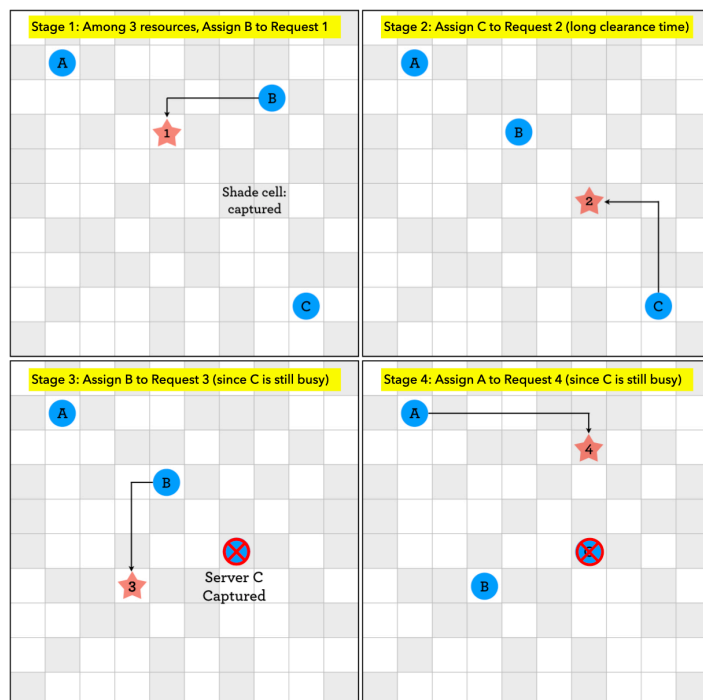 Stage 1: Among 3 resources, Assign B to Request 1
A
B
1
Shade cell:
captured
C
Stage 2: Assign C to Request 2 (long clearance time)
A
B
2
C
Stage 3: Assign B to Request 3 (since C is still busy)
A
B
3
Server C
Captured
Stage 4: Assign A to Request 4 (since C is still busy)
A
4
C
B